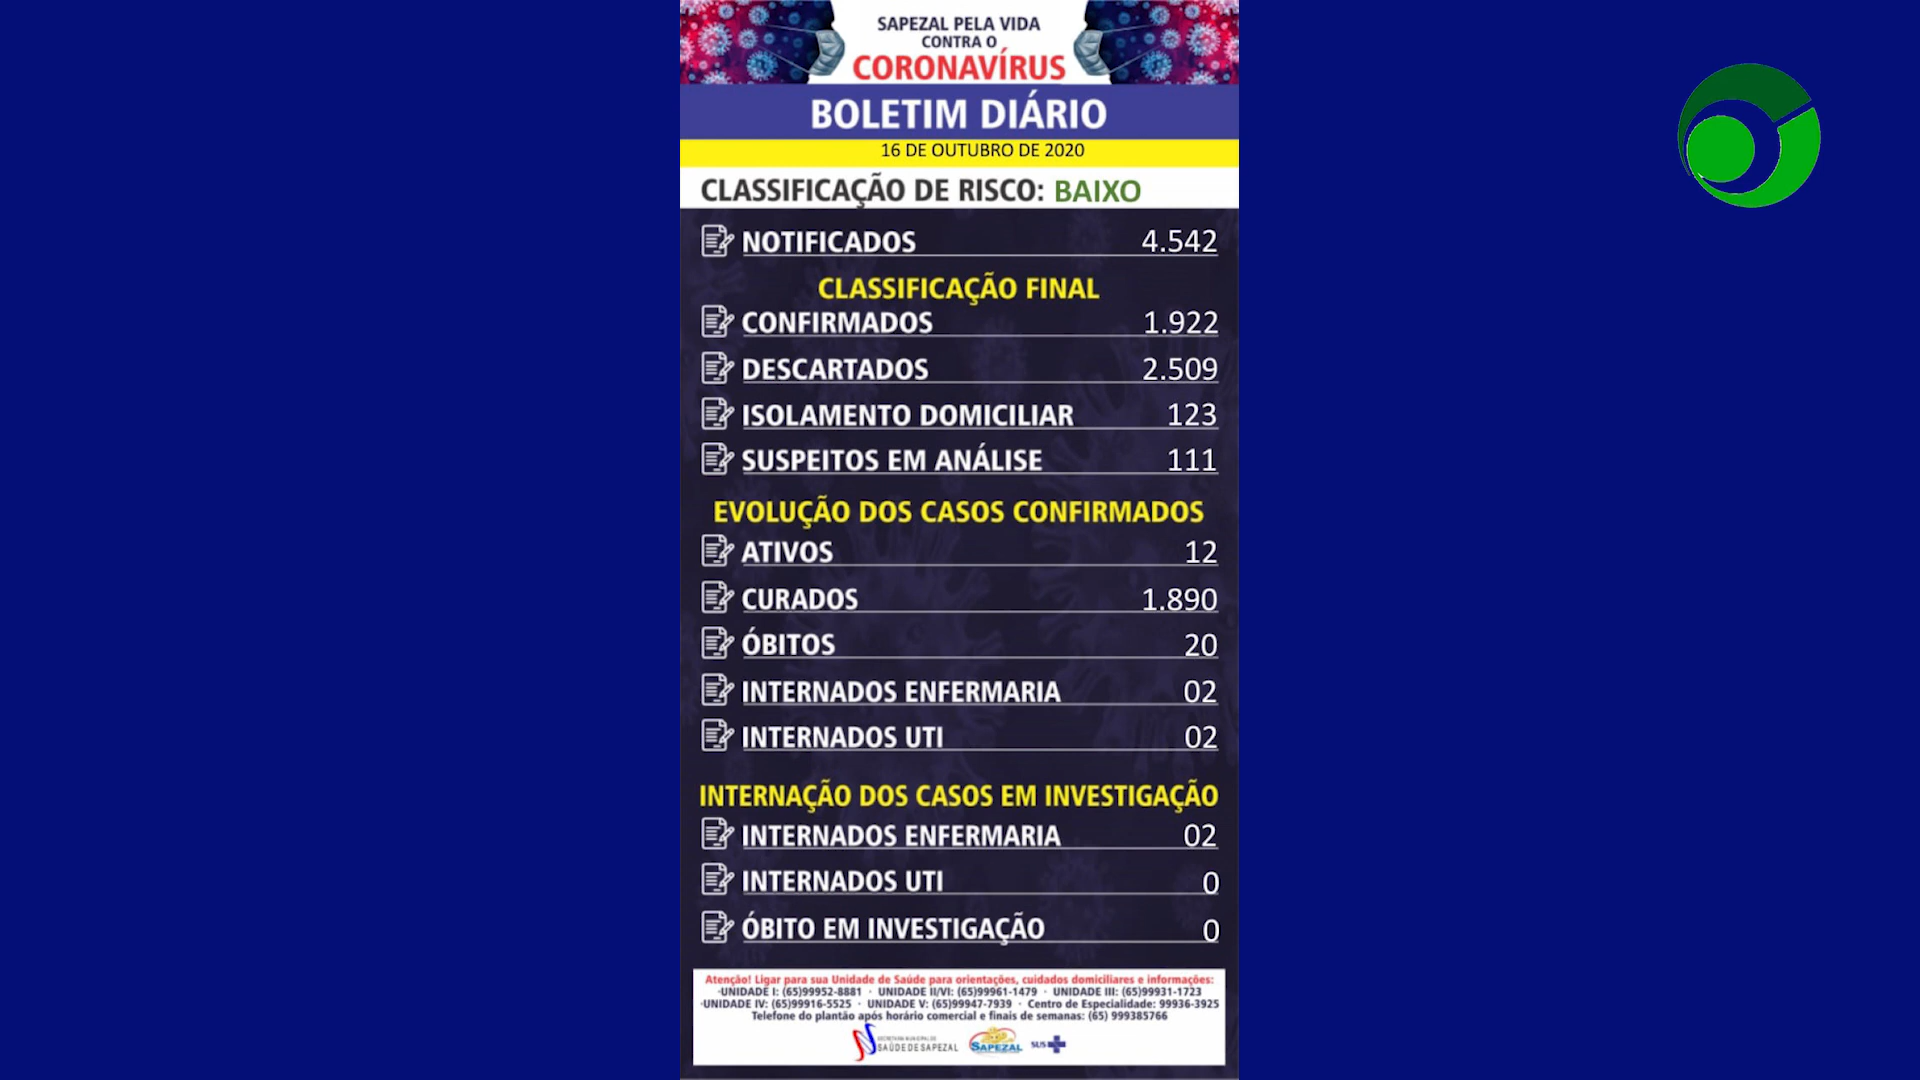 SAPEZAL PELA VIDA
CONTRA O
CORONAVÍRUS
BOLETIM DIÁRIO
16 DE OUTUBRO DE 2020
CLASSIFICAÇÃO DE RISCO: BAIXO
NOTIFICADOS 4.542
CLASSIFICAÇÃO FINAL
CONFIRMADOS 1.922
DESCARTADOS 2.509
ISOLAMENTO DOMICILIAR 123
SUSPEITOS EM ANÁLISE 111
EVOLUÇÃO DOS CASOS CONFIRMADOS
ATIVOS 12
CURADOS 1.890
ÓBITOS 20
INTERNADOS ENFERMARIA 02
INTERNADOS UTI 02
INTERNAÇÃO DOS CASOS EM INVESTIGAÇÃO
INTERNADOS ENFERMARIA 02
INTERNADOS UTI 0
ÓBITO EM INVESTIGAÇÃO 0
Atenção! Ligar para sua Unidade de Saúde para orientações, cuidados domiciliares e informações:
·UNIDADE I: (65)99952-8881 · UNIDADE II/VI: (65)99961-1479 · UNIDADE III: (65)99931-1723
·UNIDADE IV: (65)99916-5525 · UNIDADE V: (65)99947-7939 · Centro de Especialidade: 99936-3925
Telefone do plantão após horário comercial e finais de semanas: (65) 999385766
SECRETARIA MUNICIPAL DE
SAÚDE DE SAPEZAL
SAPEZAL
SUS